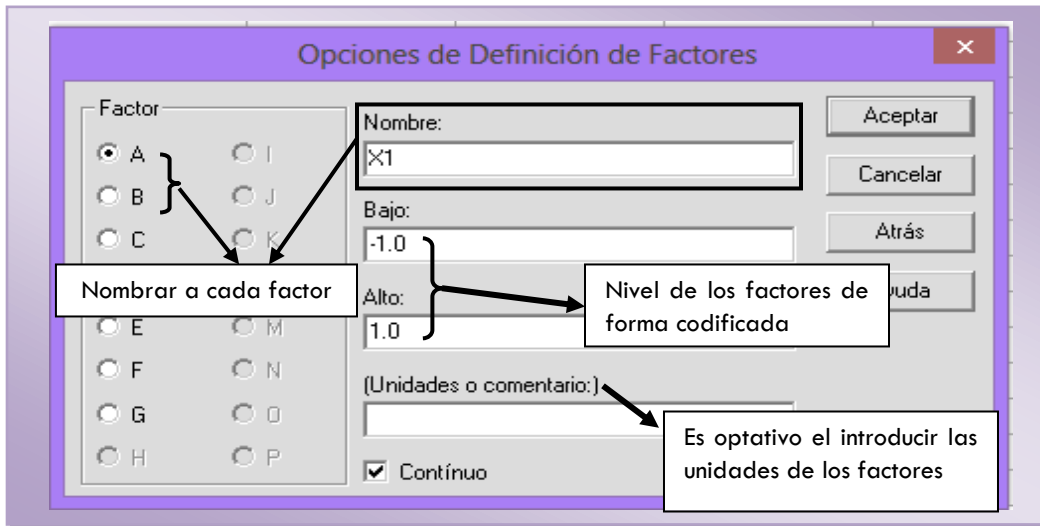 Opciones de Definición de Factores
×
Factor
A
B
C
E
F
G
H
I
J
K
M
N
O
P
Nombre:
X1
Bajo:
-1.0
Alto:
1.0
(Unidades o comentario:)
Contínuo
Aceptar
Cancelar
Atrás
Nombrar a cada factor
Nivel de los factores de
forma codificada
Es optativo el introducir las
unidades de los factores